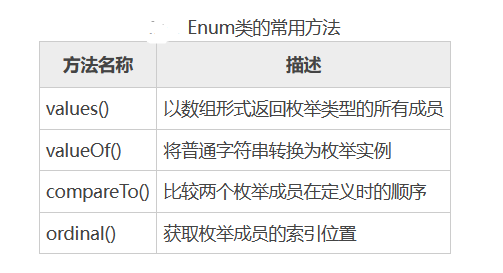 Enum类的常用方法
方法名称 描述
values() 以数组形式返回枚举类型的所有成员
valueOf() 将普通字符串转换为枚举实例
compareTo() 比较两个枚举成员在定义时的顺序
ordinal() 获取枚举成员的索引位置